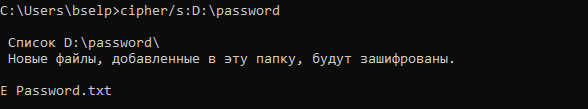 C:\Users\bselp>cipher/s:D:\password
Список D:\password\
Новые файлы, добавленные в эту папку, будут зашифрованы.
E Password.txt